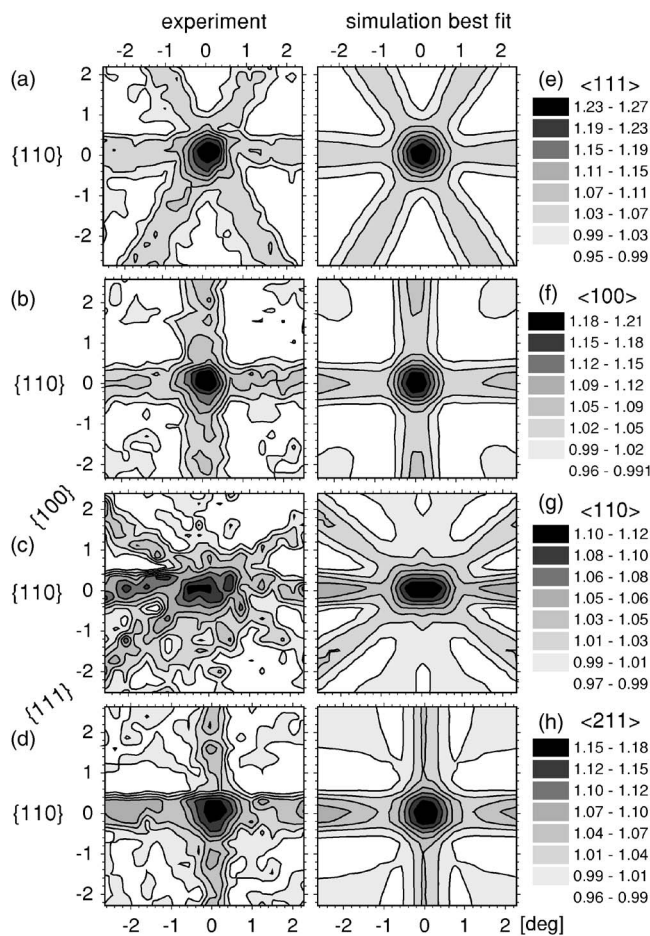 experiment simulation best fit
-2 -1 0 1 2 -2 -1 0 1 2
(a) (e) <111>
2 1.23 - 1.27
1 1.19 - 1.23
{110} 0 1.15 - 1.19
-1 1.11 - 1.15
-2 1.07 - 1.11
1.03 - 1.07
0.99 - 1.03
0.95 - 0.99
(b) (f) <100>
2 1.18 - 1.21
1 1.15 - 1.18
{110} 0 1.12 - 1.15
-1 1.09 - 1.12
-2 1.05 - 1.09
1.02 - 1.05
0.99 - 1.02
0.96 - 0.991
{100}
(c) (g) <110>
2 1.10 - 1.12
1 1.08 - 1.10
{110} 0 1.06 - 1.08
-1 1.05 - 1.06
-2 1.03 - 1.05
1.01 - 1.03
0.99 - 1.01
0.97 - 0.99
{111}
(d) (h) <211>
2 1.15 - 1.18
1 1.12 - 1.15
{110} 0 1.10 - 1.12
-1 1.07 - 1.10
-2 1.04 - 1.07
1.01 - 1.04
0.99 - 1.01
0.96 - 0.99
-2 -1 0 1 2 -2 -1 0 1 2 [deg]